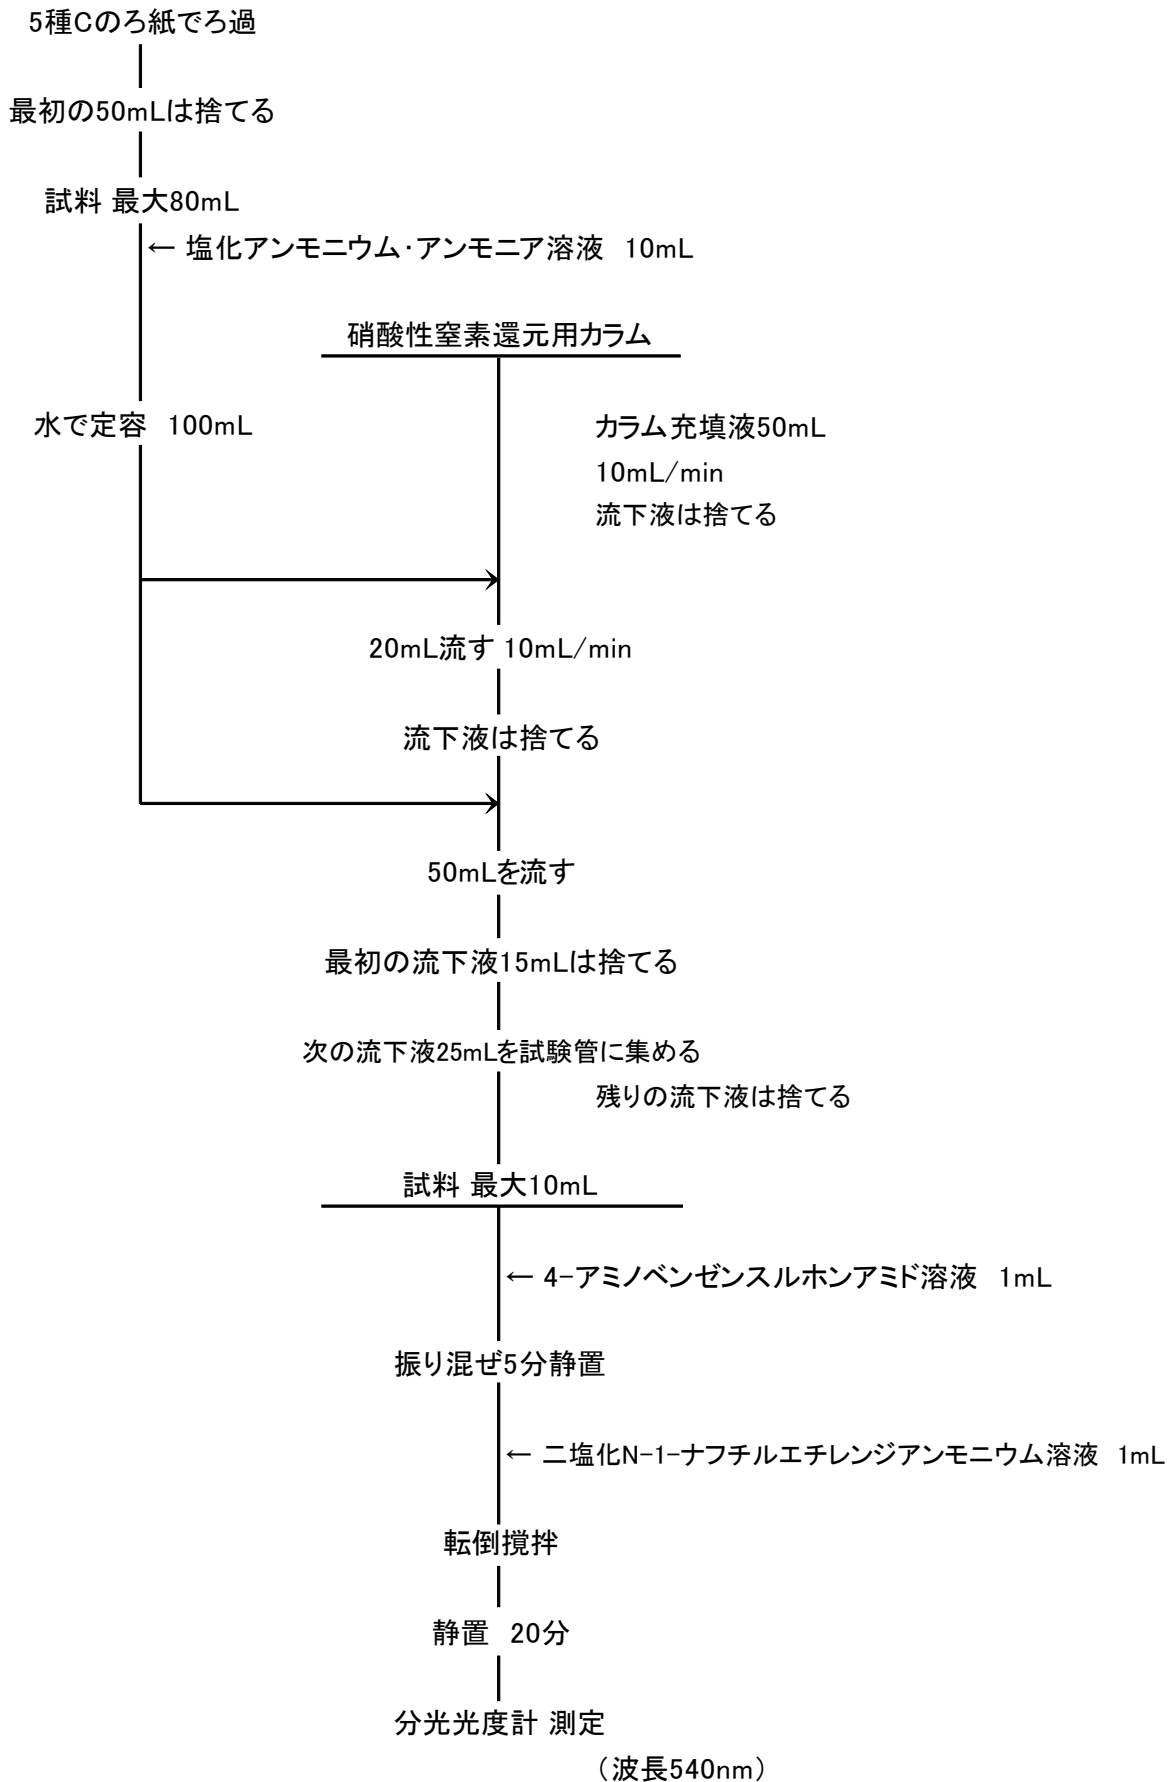 5種Cのろ紙でろ過
最初の50mLは捨てる
試料 最大80mL
← 塩化アンモニウム・アンモニア溶液　10mL
硝酸性窒素還元用カラム
水で定容　100mL
カラム充填液50mL
10mL/min
流下液は捨てる
20mL流す 10mL/min
流下液は捨てる
50mLを流す
最初の流下液15mLは捨てる
次の流下液25mLを試験管に集める
残りの流下液は捨てる
試料 最大10mL
← 4-アミノベンゼンスルホンアミド溶液　1mL
振り混ぜ5分静置
← 二塩化N-1-ナフチルエチレンジアンモニウム溶液　1mL
転倒撹拌
静置　20分
分光光度計 測定
（波長540nm）